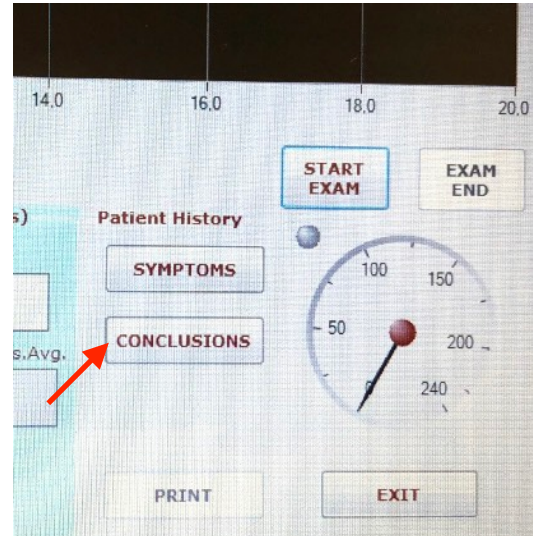 14,0 16,0 18,0 20,0
START
EXAM
EXAM
END
s)
Patient History
SYMPTOMS
CONCLUSIONS
s.Avg.
0
50
100
150
200
240
PRINT
EXIT